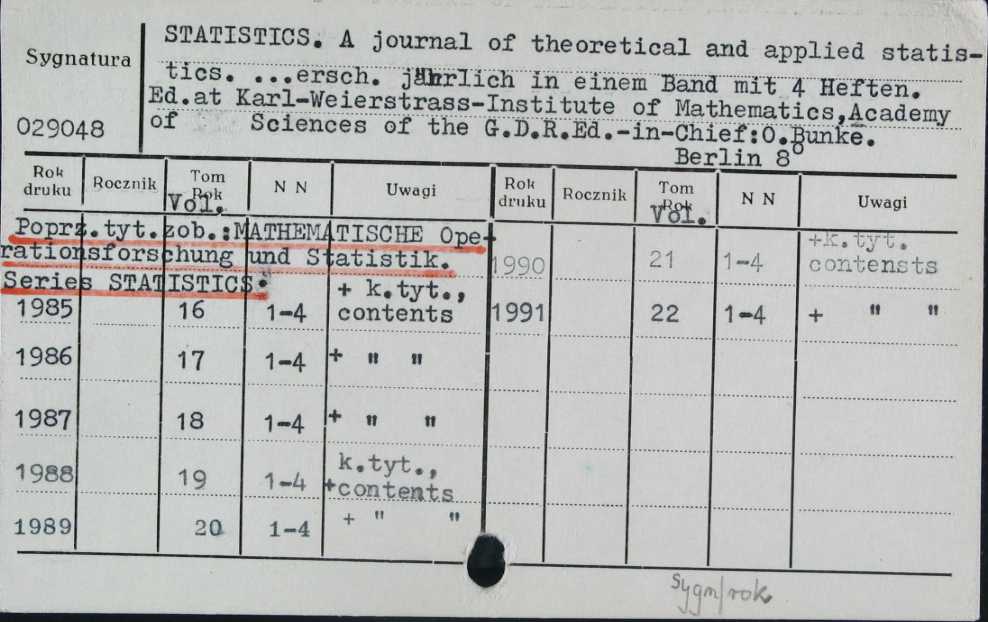 STATISTICS. A journal of theoretical and applied statis-
Sygnatura
tics. ...ersch. jährlich in einem Band mit 4 Heften.
Ed.at Karl-Weierstrass-Institute of Mathematics,Academy
029048
of Sciences of the G.D.R.Ed.-in-Chief:O.Bunke.
Berlin 8°
Rok druku Rocznik Tom Rok Vol. N N Uwagi Rok druku Rocznik Tom Rok Vol. N N Uwagi
Poprz.tyt.zob.:MATHEMATISCHE Ope-
rationsforschung und Statistik.
Series STATISTICS.
1985 16 1-4 + k.tyt., contents
1986 17 1-4 + " "
1987 18 1-4 + " "
1988 19 1-4 k.tyt., +contents
1989 20 1-4 + " "
1990 21 1-4 +k.tyt. contensts
1991 22 1-4 + " "
sygn/rok